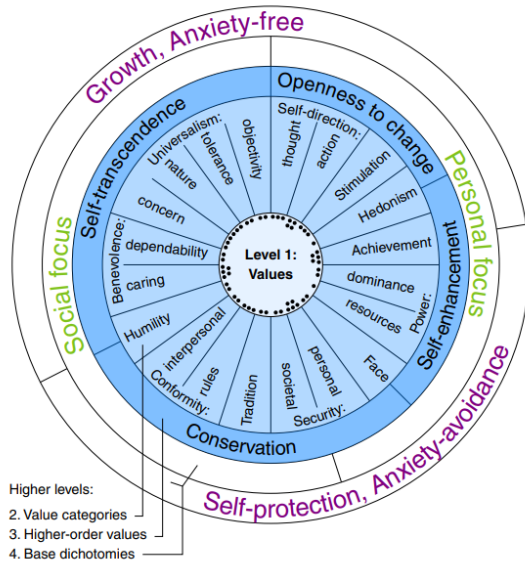 Growth, Anxiety-free
Social focus
Personal focus
Self-protection, Anxiety-avoidance
Self-transcendence
Openness to change
Self-enhancement
Conservation
Universalism:
nature
concern
tolerance
objectivity
Self-direction:
thought
action
Stimulation
Hedonism
Achievement
Power:
dominance
resources
Face
Security:
personal
societal
Tradition
Conformity:
rules
interpersonal
Humility
Benevolence:
caring
dependability
Level 1:
Values
Higher levels:
2. Value categories
3. Higher-order values
4. Base dichotomies